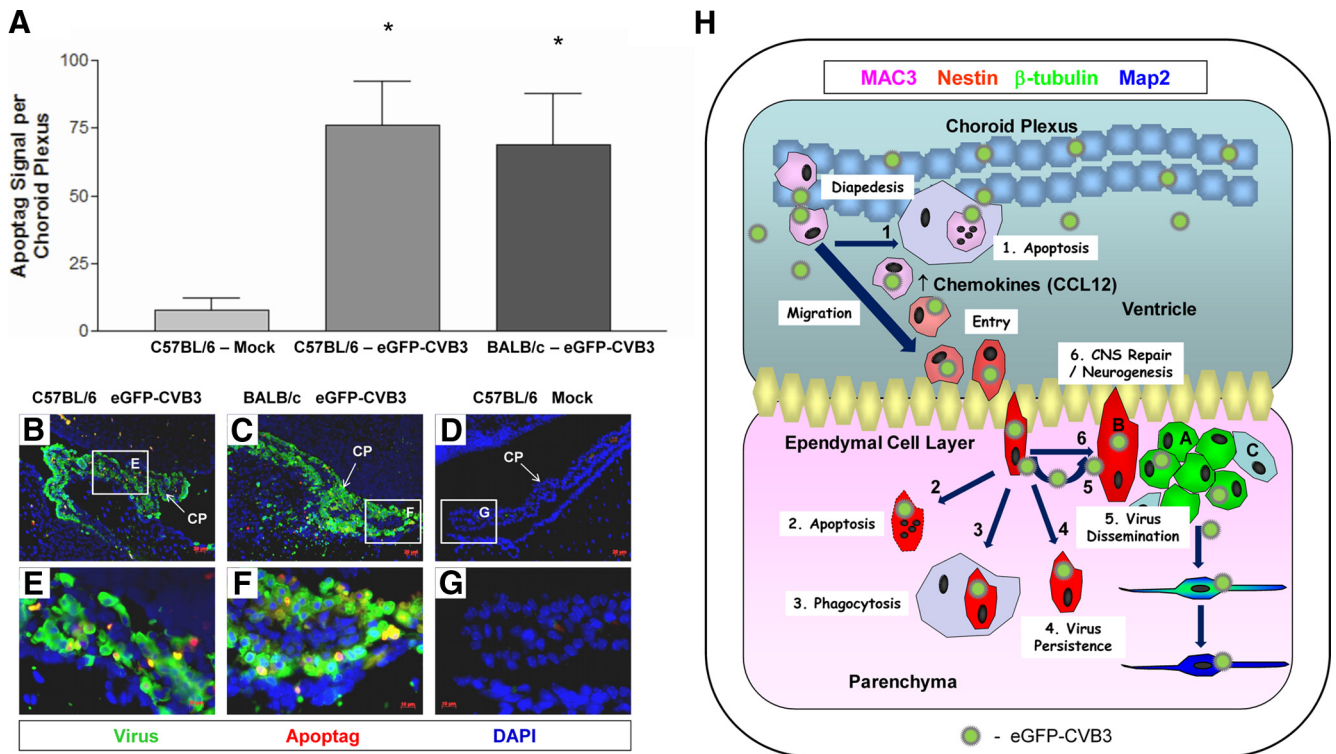 A
Apoptag Signal per
Choroid Plexus
100
75
50
25
0
*
*
C57BL/6 – Mock
C57BL/6 – eGFP-CVB3
BALB/c – eGFP-CVB3
C57BL/6 eGFP-CVB3
BALB/c eGFP-CVB3
C57BL/6 Mock
B
E
CP
C
CP
F
D
CP
G
E
F
G
Virus
Apoptag
DAPI
H
MAC3 Nestin β-tubulin Map2
Choroid Plexus
Diapedesis
1
1. Apoptosis
↑ Chemokines (CCL12)
Ventricle
Migration
Entry
6. CNS Repair
/ Neurogenesis
Ependymal Cell Layer
6
B
A
C
5
2
2. Apoptosis
3
4
5. Virus
Dissemination
3. Phagocytosis
4. Virus
Persistence
Parenchyma
- eGFP-CVB3